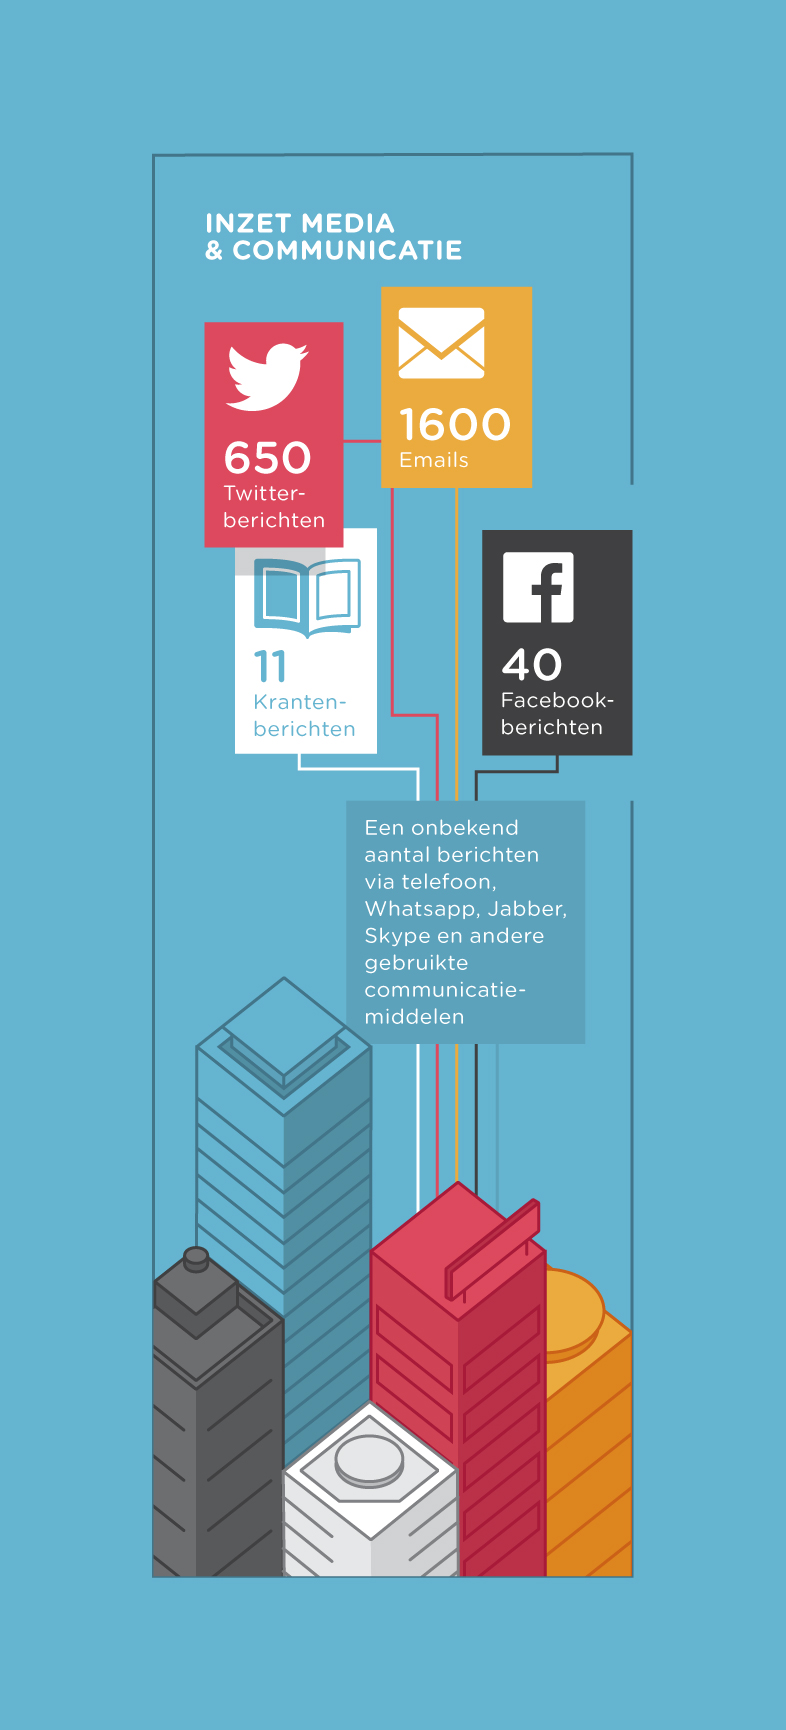 INZET MEDIA
& COMMUNICATIE
650
Twitter-
berichten
1600
Emails
11
Kranten-
berichten
40
Facebook-
berichten
Een onbekend
aantal berichten
via telefoon,
Whatsapp, Jabber,
Skype en andere
gebruikte
communicatie-
middelen